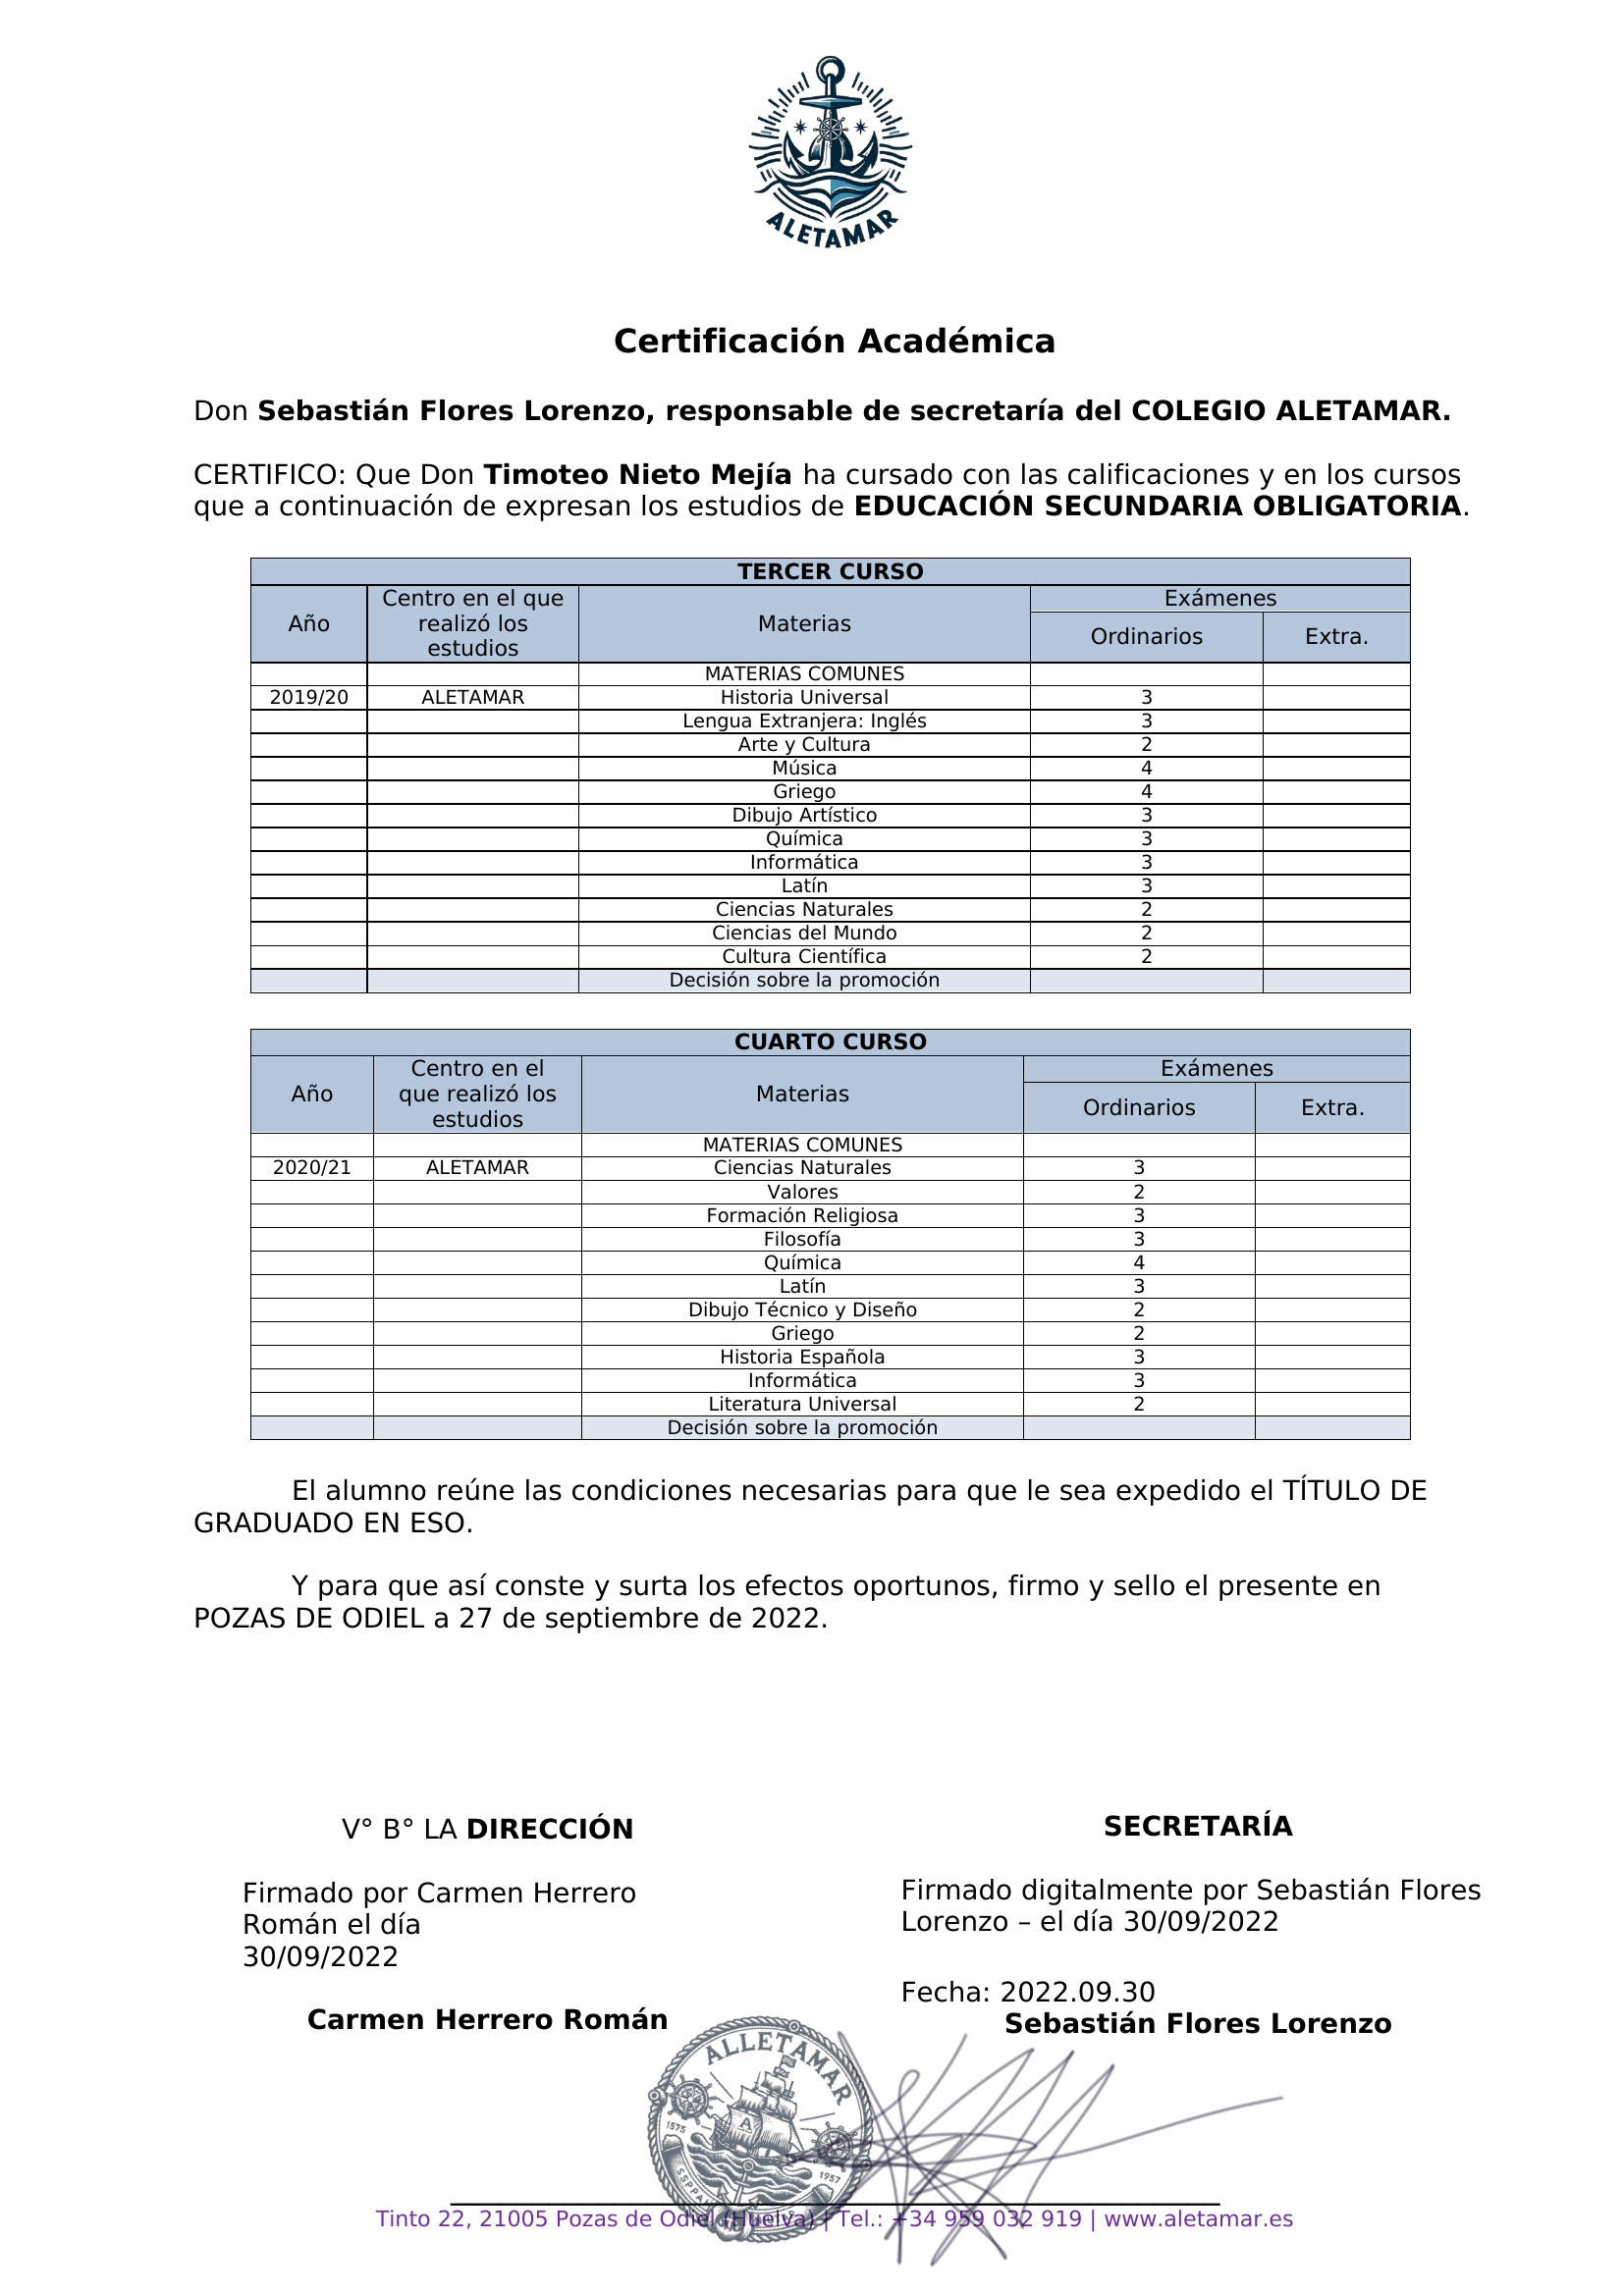 ALETAMAR
Certificación Académica
Don Sebastián Flores Lorenzo, responsable de secretaría del COLEGIO ALETAMAR.
CERTIFICO: Que Don Timoteo Nieto Mejía ha cursado con las calificaciones y en los cursos
que a continuación de expresan los estudios de EDUCACIÓN SECUNDARIA OBLIGATORIA.
TERCER CURSO
Año
Centro en el que
realizó los
estudios
Materias
Exámenes
Ordinarios
Extra.
MATERIAS COMUNES
2019/20 ALETAMAR Historia Universal 3
Lengua Extranjera: Inglés 3
Arte y Cultura 2
Música 4
Griego 4
Dibujo Artístico 3
Química 3
Informática 3
Latín 3
Ciencias Naturales 2
Ciencias del Mundo 2
Cultura Científica 2
Decisión sobre la promoción
CUARTO CURSO
Año
Centro en el
que realizó los
estudios
Materias
Exámenes
Ordinarios
Extra.
MATERIAS COMUNES
2020/21 ALETAMAR Ciencias Naturales 3
Valores 2
Formación Religiosa 3
Filosofía 3
Química 4
Latín 3
Dibujo Técnico y Diseño 2
Griego 2
Historia Española 3
Informática 3
Literatura Universal 2
Decisión sobre la promoción
El alumno reúne las condiciones necesarias para que le sea expedido el TÍTULO DE
GRADUADO EN ESO.
Y para que así conste y surta los efectos oportunos, firmo y sello el presente en
POZAS DE ODIEL a 27 de septiembre de 2022.
V° B° LA DIRECCIÓN
Firmado por Carmen Herrero
Román el día
30/09/2022
Carmen Herrero Román
SECRETARÍA
Firmado digitalmente por Sebastián Flores
Lorenzo – el día 30/09/2022
Fecha: 2022.09.30
Sebastián Flores Lorenzo
ALLETAMAR
A
1575
1957
Tinto 22, 21005 Pozas de Odiel (Huelva) | Tel.: +34 959 032 919 | www.aletamar.es